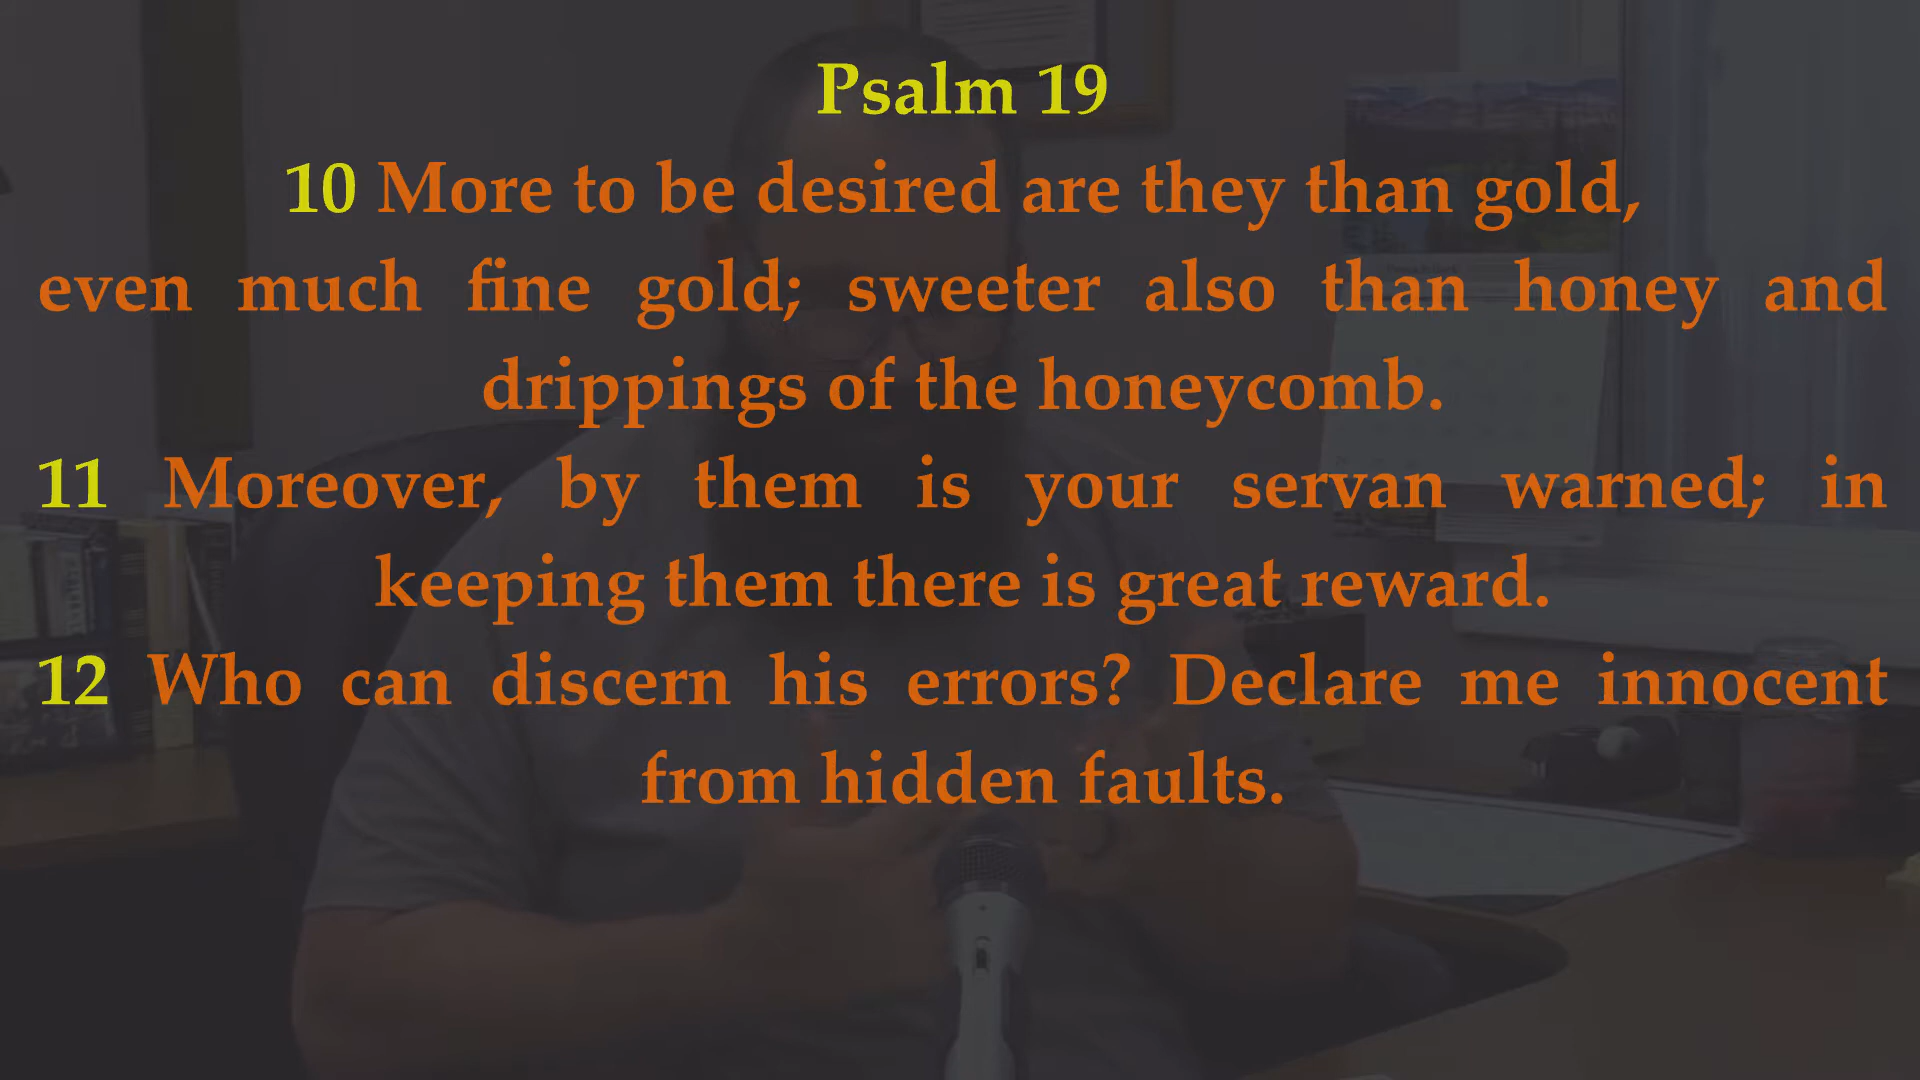 Psalm 19
10 More to be desired are they than gold,
even much fine gold; sweeter also than honey and
drippings of the honeycomb.
11 Moreover, by them is your servan warned; in
keeping them there is great reward.
12 Who can discern his errors? Declare me innocent
from hidden faults.